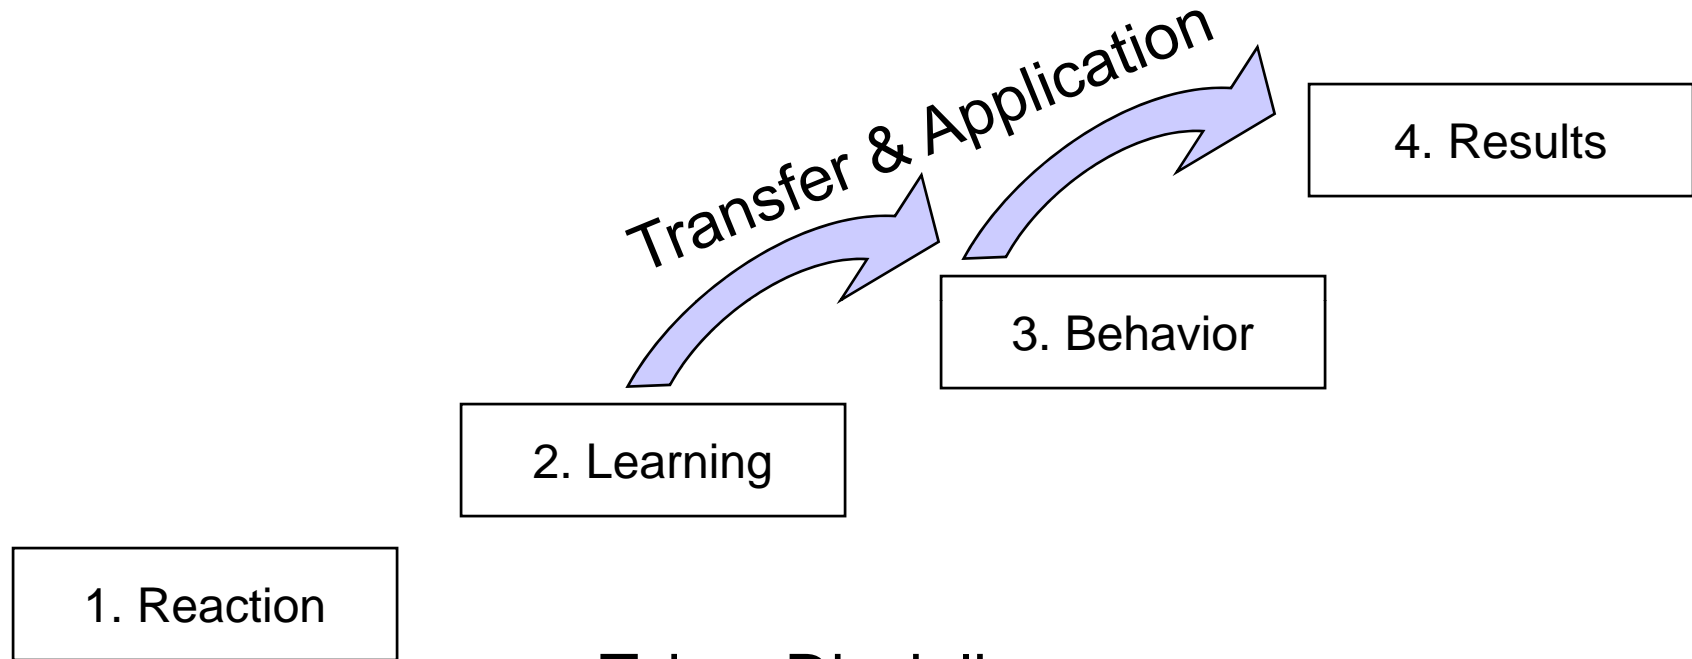 Transfer & Application
4. Results
3. Behavior
2. Learning
1. Reaction